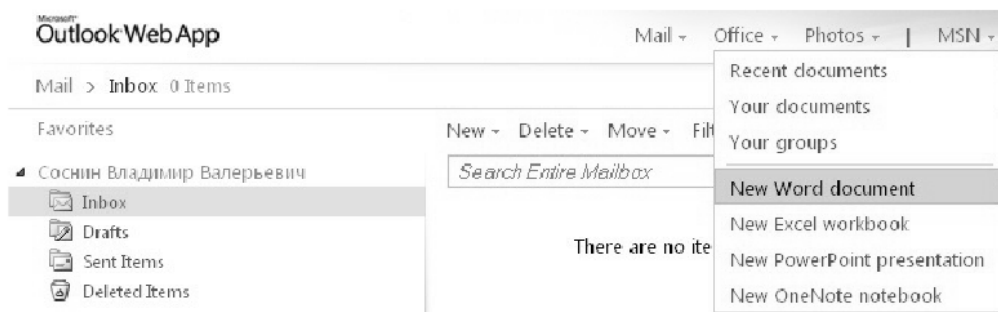 Microsoft®
Outlook Web App
Mail Office Photos | MSN
Mail > Inbox 0 Items
Favorites
Соснин Владимир Валерьевич
Inbox
Drafts
Sent Items
Deleted Items
New Delete Move
Search Entire Mailbox
There are no
Recent documents
Your documents
Your groups
New Word document
New Excel workbook
New PowerPoint presentation
New OneNote notebook